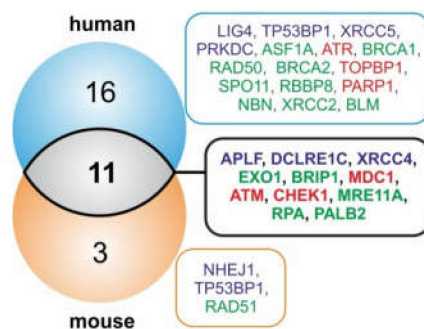 human
16
11
3
mouse
LIG4, TP53BP1, XRCC5,
PRKDC, ASF1A, ATR, BRCA1,
RAD50, BRCA2, TOPBP1,
SPO11, RBBP8, PARP1,
NBN, XRCC2, BLM
APLF, DCLRE1C, XRCC4,
EXO1, BRIP1, MDC1,
ATM, CHEK1, MRE11A,
RPA, PALB2
NHEJ1,
TP53BP1,
RAD51